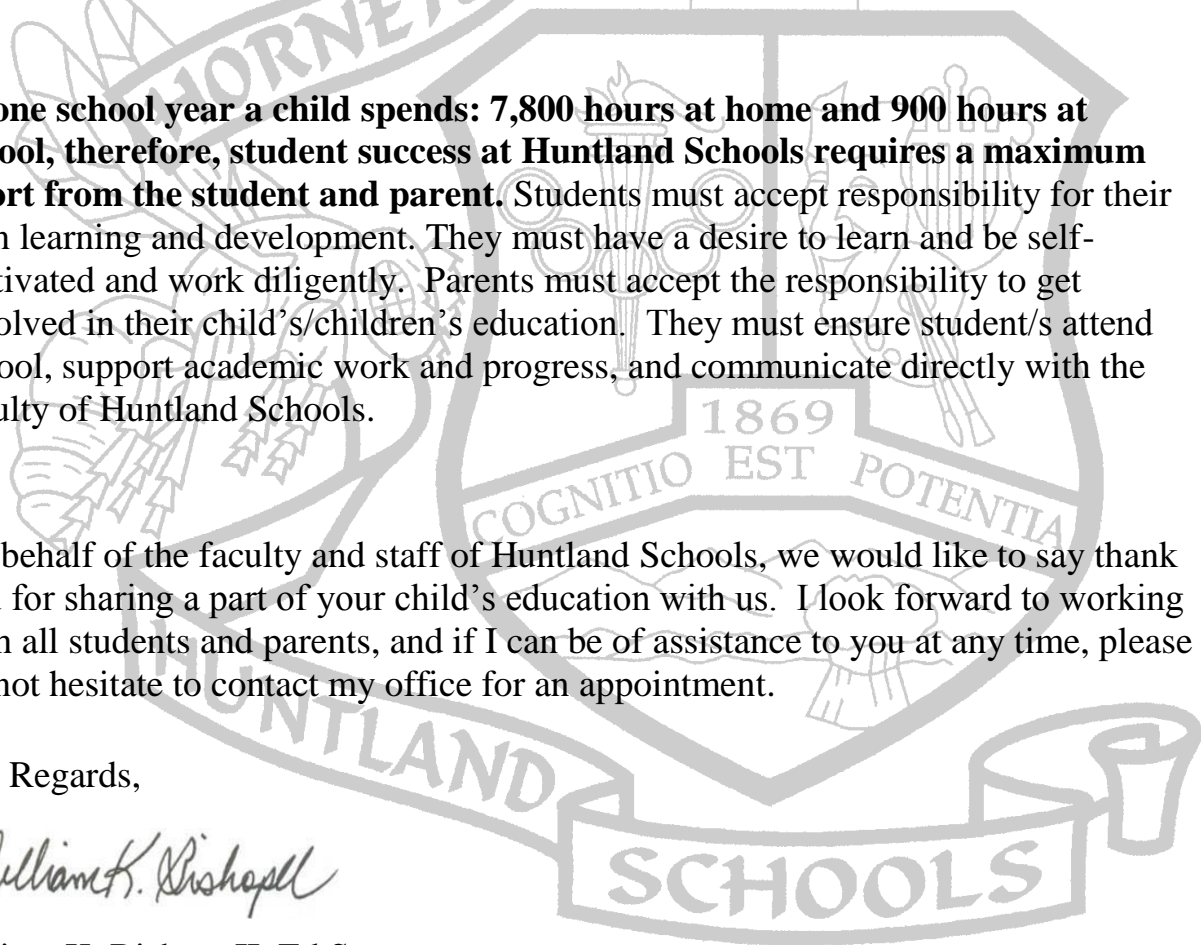 HORNETS
one school year a child spends: 7,800 hours at home and 900 hours at
ool, therefore, student success at Huntland Schools requires a maximum
ort from the student and parent. Students must accept responsibility for their
n learning and development. They must have a desire to learn and be self-
tivated and work diligently. Parents must accept the responsibility to get
olved in their child's/children's education. They must ensure student/s attend
ool, support academic work and progress, and communicate directly with the
ulty of Huntland Schools.
1869
COGNITIO EST POTENTIA
behalf of the faculty and staff of Huntland Schools, we would like to say thank
for sharing a part of your child's education with us. I look forward to working
h all students and parents, and if I can be of assistance to you at any time, please
not hesitate to contact my office for an appointment.
HUNTLAND
Regards,
SCHOOLS
William K. Bishop II